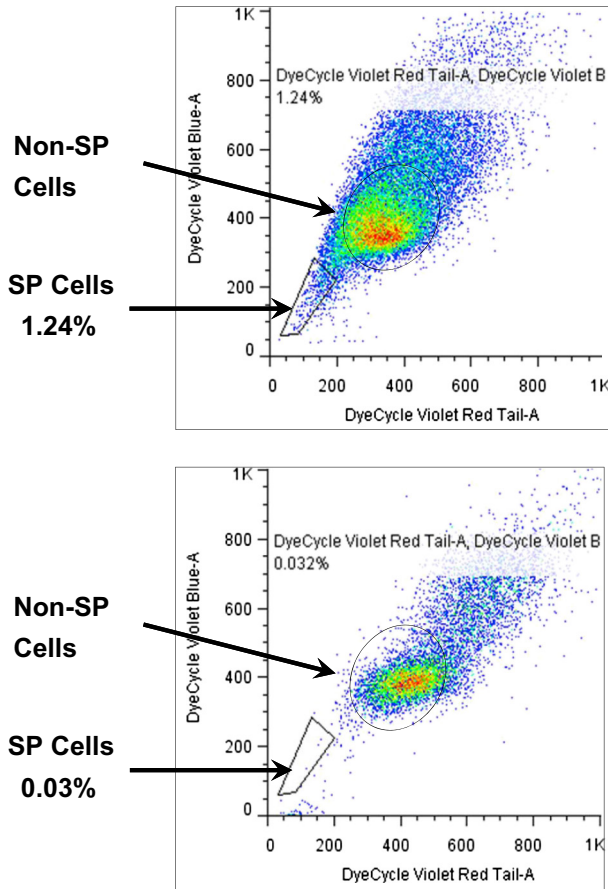 1K
DyeCycle Violet Red Tail-A, DyeCycle Violet B
1.24%
800
600
400
200
0
DyeCycle Violet Blue-A
Non-SP
Cells
SP Cells
1.24%
0 200 400 600 800 1K
DyeCycle Violet Red Tail-A
1K
DyeCycle Violet Red Tail-A, DyeCycle Violet B
0.032%
800
600
400
200
0
DyeCycle Violet Blue-A
Non-SP
Cells
SP Cells
0.03%
0 200 400 600 800 1K
DyeCycle Violet Red Tail-A